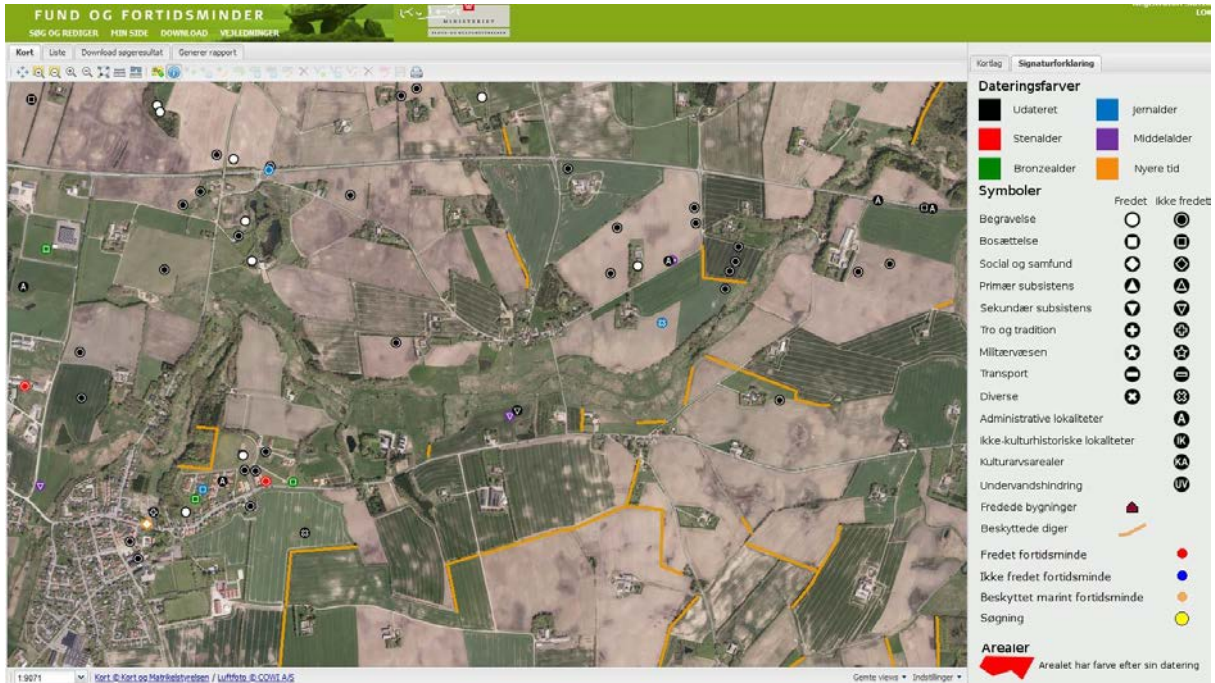 FUND OG FORTIDSMINDER
MINISTERIET
SØG OG REDIGER MIN SIDE DOWNLOAD VEJLEDNINGER
Kort Liste Download søgeresultat Generer rapport
Kortlag Signaturforklaring
Dateringsfarver
Udateret Jernalder
Stenalder Middelalder
Bronzealder Nyere tid
Symboler
Fredet Ikke fredet
Begravelse
Bosættelse
Social og samfund
Primær subsistens
Sekundær subsistens
Tro og tradition
Militærvæsen
Transport
Diverse
Administrative lokaliteter A
Ikke-kulturhistoriske lokaliteter IK
Kulturarvsarealer KA
Undervandshindring UV
Fredede bygninger
Beskyttede diger
Fredet fortidsminde
Ikke fredet fortidsminde
Beskyttet marint fortidsminde
Søgning
Arealer
Arealet har farve efter sin datering
A
A
A
A
A
1:9071 Kort © Kort og Matrikelstyrelsen / Luftfoto © COWI A/S Gemte views Indstillinger